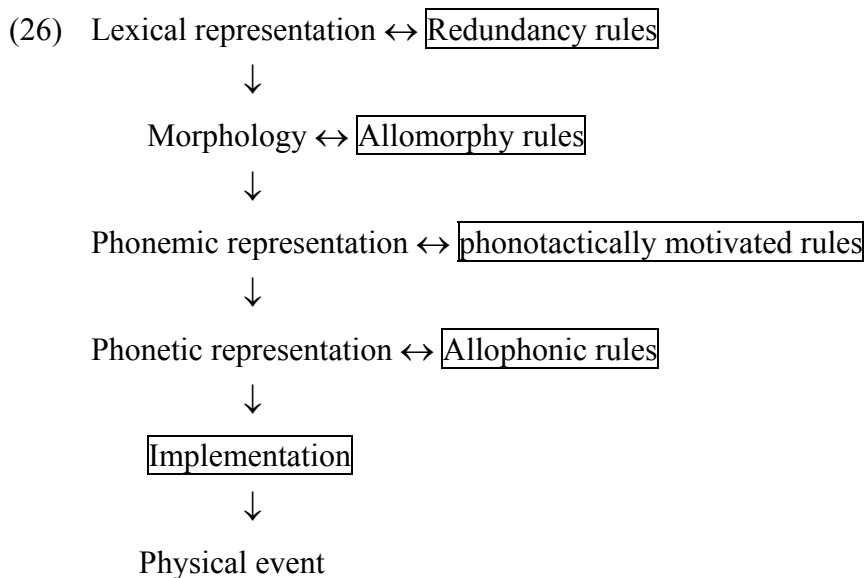 (26) Lexical representation ↔ Redundancy rules
↓
Morphology ↔ Allomorphy rules
↓
Phonemic representation ↔ phonotactically motivated rules
↓
Phonetic representation ↔ Allophonic rules
↓
Implementation
↓
Physical event